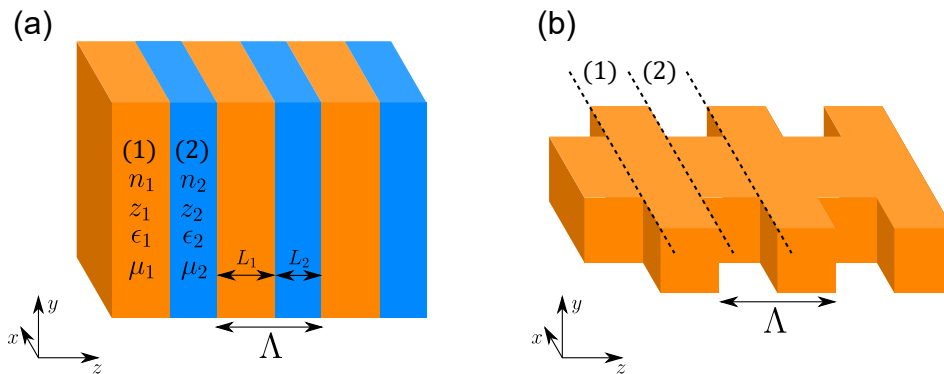 (a)
(1) (2)
n₁ n₂
z₁ z₂
ϵ₁ ϵ₂
μ₁ μ₂
L₁ L₂
Λ
y
x
z
(b)
(1) (2)
Λ
y
x
z